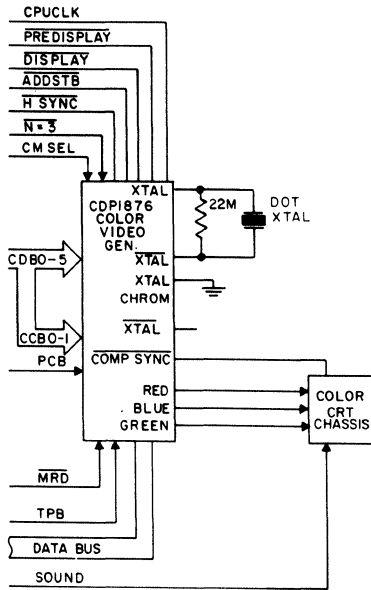 CPUCLK
PREDISPLAY
DISPLAY
ADDSTB
H SYNC
N = 3
CM SEL
XTAL
CDP1876
COLOR
VIDEO
GEN.
22M
DOT
XTAL
XTAL
CDB0-5
XTAL
CHROM
XTAL
CCB0-1
COMP SYNC
PCB
RED
BLUE
GREEN
COLOR
CRT
CHASSIS
MRD
TPB
DATA BUS
SOUND